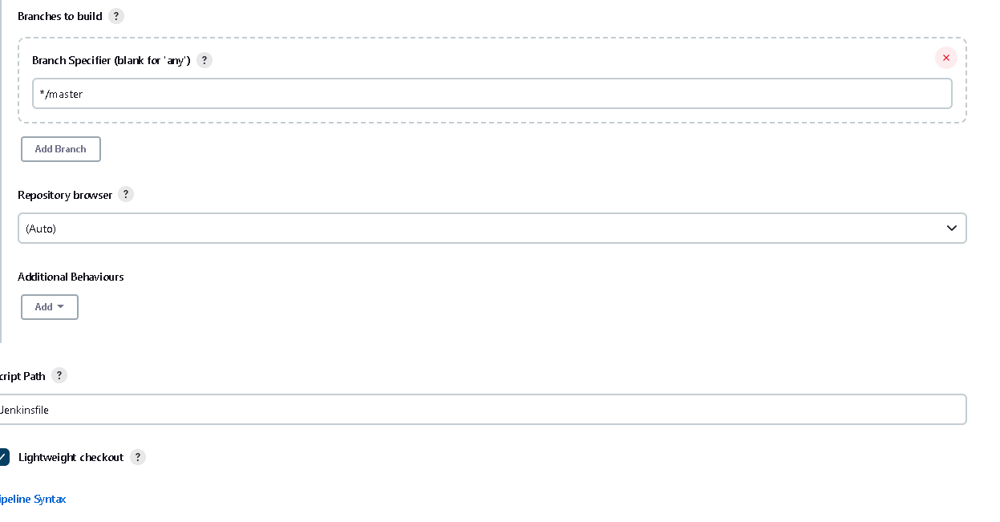 Branches to build ?
Branch Specifier (blank for 'any') ?
*/master
Add Branch
Repository browser ?
(Auto)
Additional Behaviours
Add
cript Path ?
Jenkinsfile
Lightweight checkout ?
ipeline Syntax